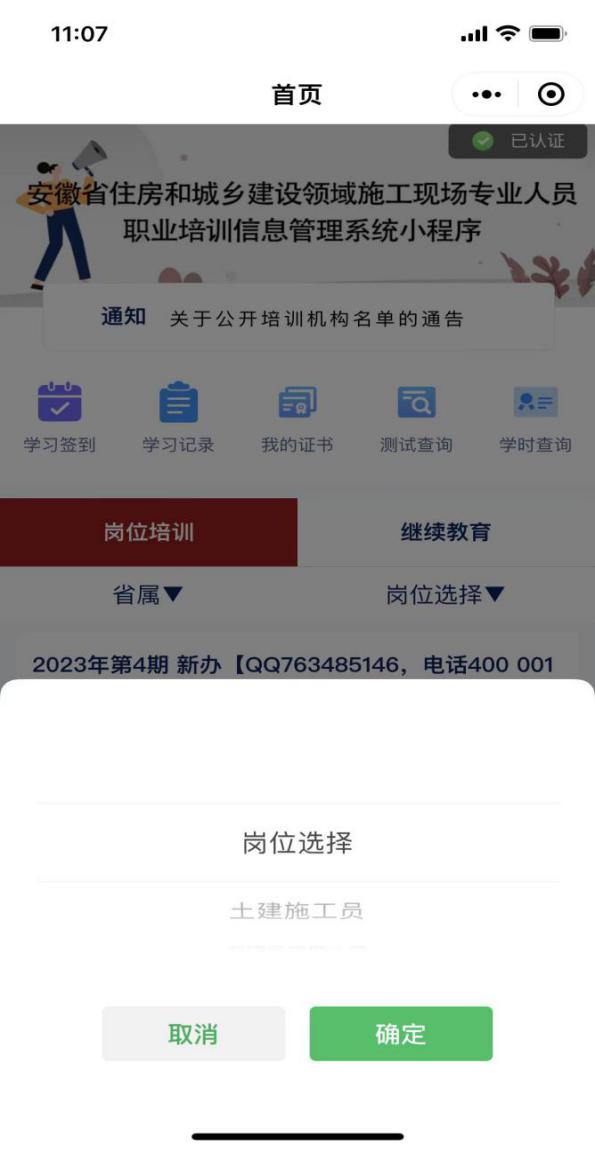 11:07
首页
已认证
安徽省住房和城乡建设领域施工现场专业人员
职业培训信息管理系统小程序
通知 关于公开培训机构名单的通告
学习签到 学习记录 我的证书 测试查询 学时查询
岗位培训 继续教育
省属▼ 岗位选择▼
2023年第4期 新办【QQ763485146，电话400 001
岗位选择
土建施工员
取消 确定